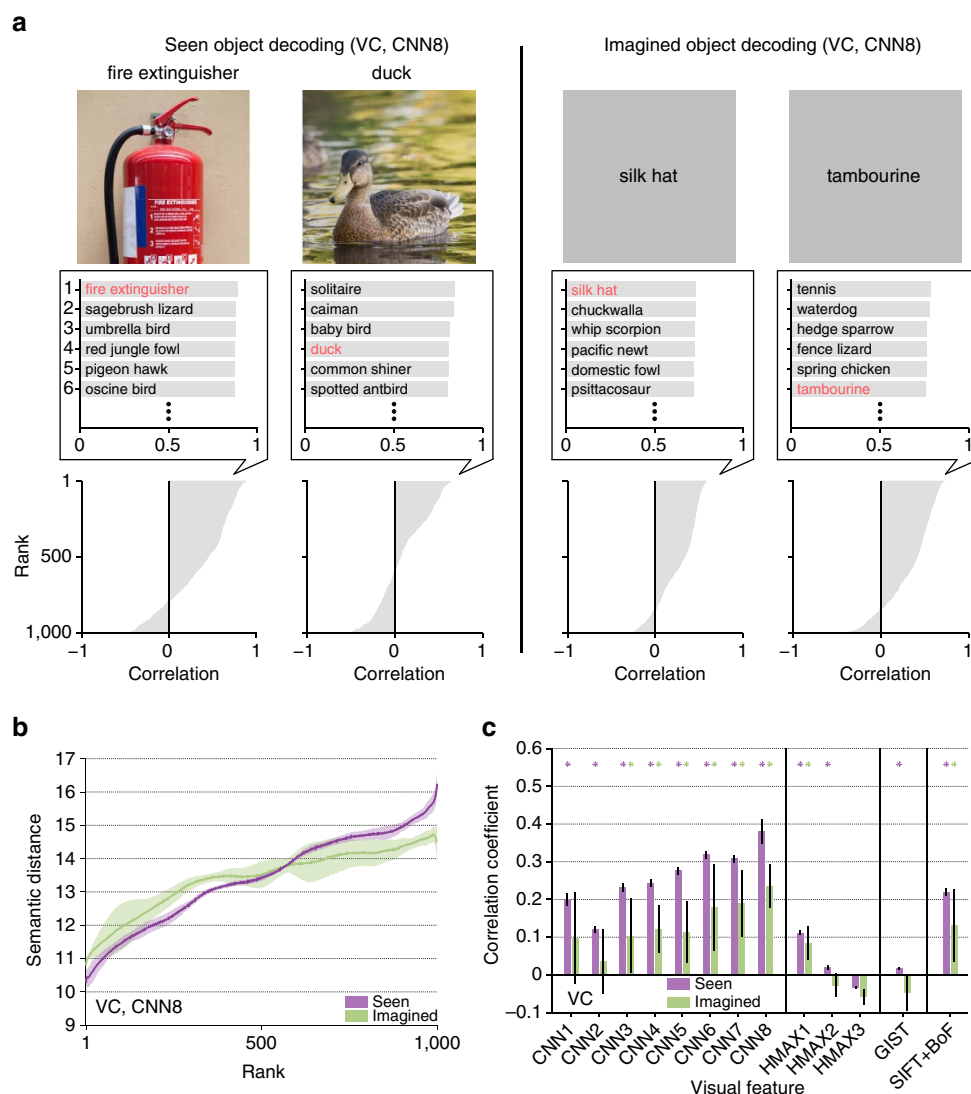 a
Seen object decoding (VC, CNN8)
Imagined object decoding (VC, CNN8)
fire extinguisher
duck
FIRE EXTINGUISHER
1
2
3
silk hat
tambourine
1 fire extinguisher
2 sagebrush lizard
3 umbrella bird
4 red jungle fowl
5 pigeon hawk
6 oscine bird
0 0.5 1
solitaire
caiman
baby bird
duck
common shiner
spotted antbird
0 0.5 1
silk hat
chuckwalla
whip scorpion
pacific newt
domestic fowl
psittacosaur
0 0.5 1
tennis
waterdog
hedge sparrow
fence lizard
spring chicken
tambourine
0 0.5 1
Rank
1
500
1,000
−1 0 1
Correlation
−1 0 1
Correlation
−1 0 1
Correlation
−1 0 1
Correlation
b
Semantic distance
17
16
15
14
13
12
11
10
9
VC, CNN8
Seen
Imagined
1 500 1,000
Rank
c
Correlation coefficient
0.6
0.5
0.4
0.3
0.2
0.1
0
−0.1
* * * * * * * * * * * * * * * * * * *
VC
Seen
Imagined
CNN1 CNN2 CNN3 CNN4 CNN5 CNN6 CNN7 CNN8 HMAX1 HMAX2 HMAX3 GIST SIFT+BoF
Visual feature